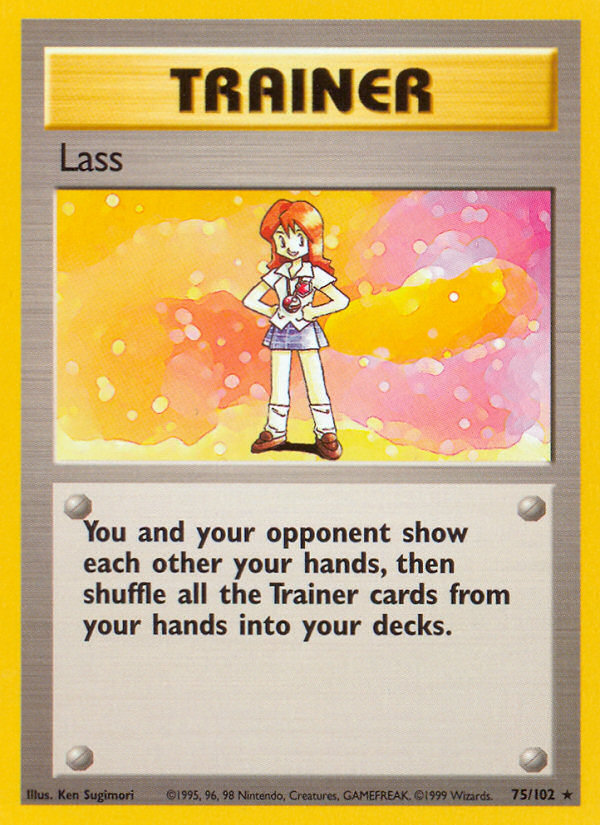 TRAINER
Lass
You and your opponent show
each other your hands, then
shuffle all the Trainer cards from
your hands into your decks.
Illus. Ken Sugimori ©1995, 96, 98 Nintendo, Creatures, GAMEFREAK. ©1999 Wizards. 75/102 ★